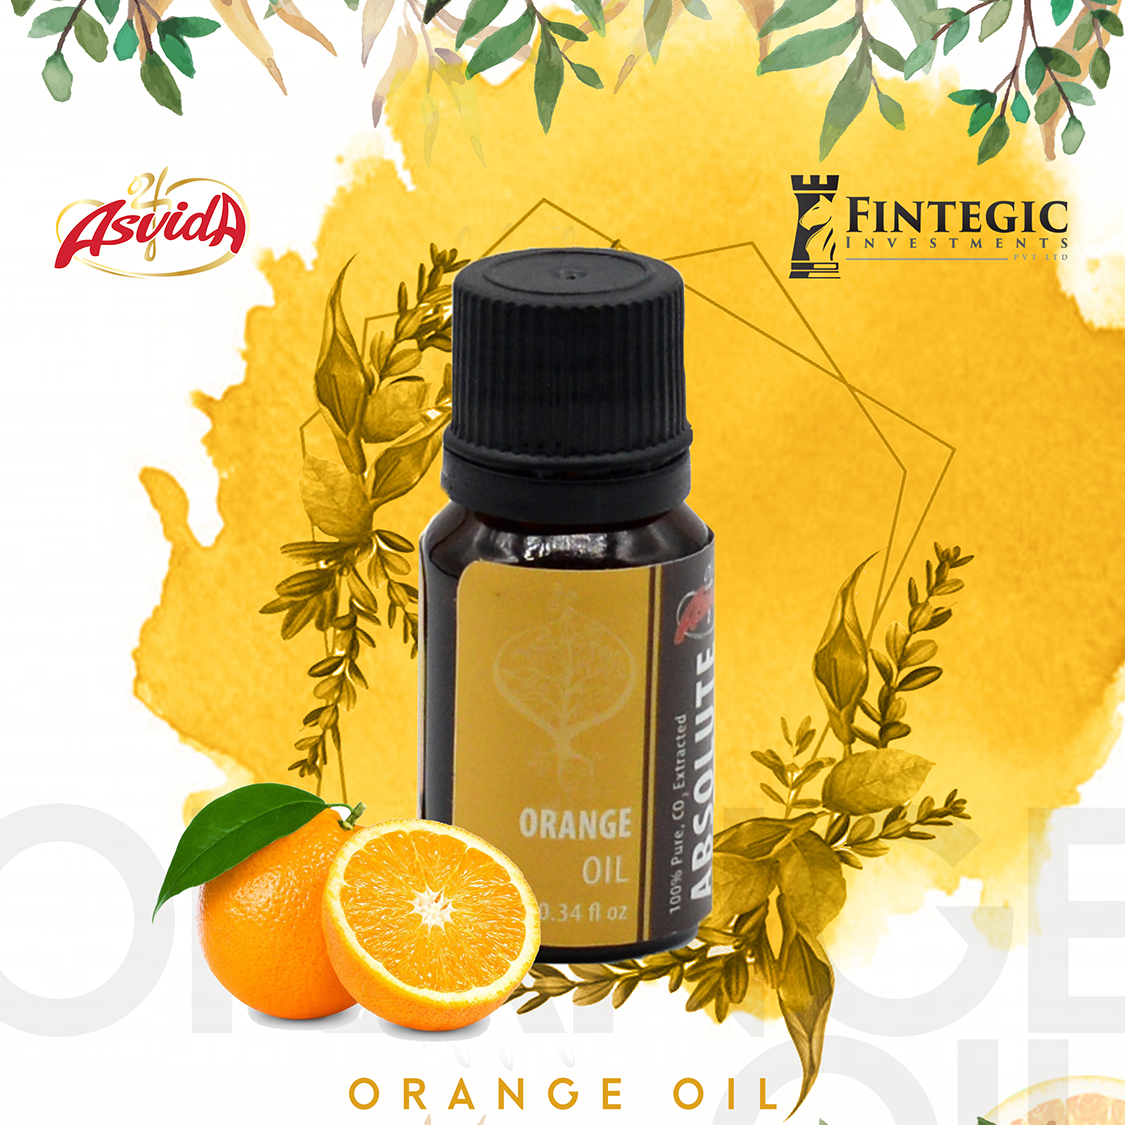 AsvidA
FINTEGIC
INVESTMENTS
PVT LTD
ORANGE
OIL
0.34 fl oz
100% Pure, CO₂ Extracted
ABSOLUTE
ORANGE
OIL
ORANGE OIL